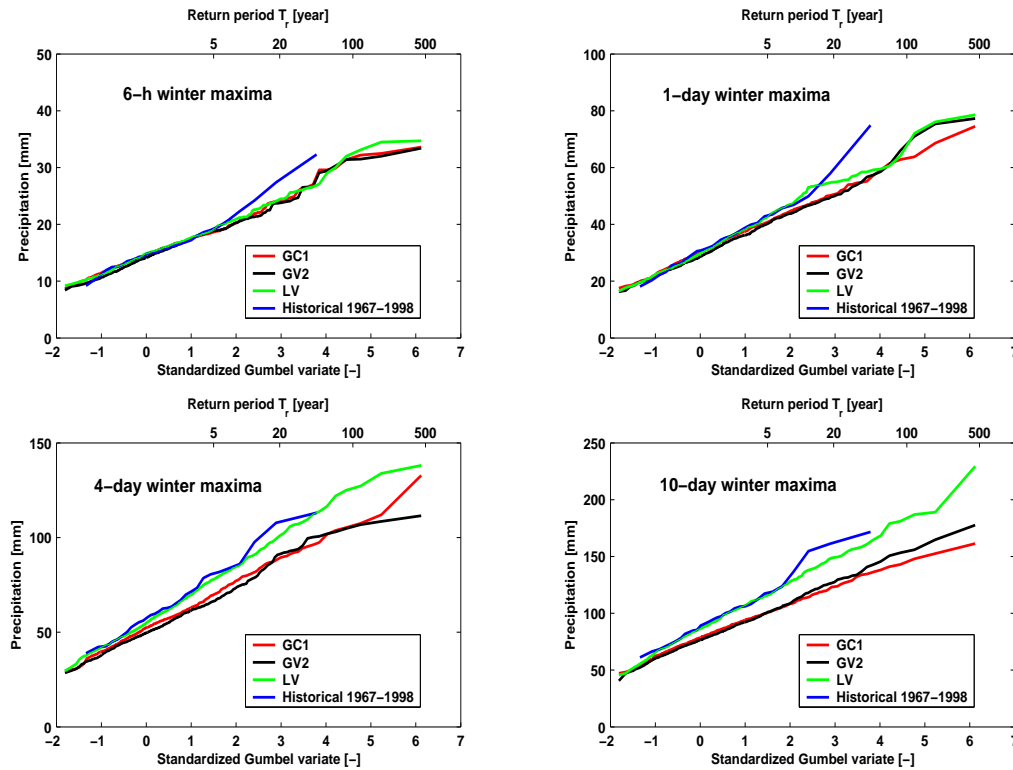 Return period T_r [year]
5 20 100 500
50
40
30
20
10
0
Precipitation [mm]
6−h winter maxima
GC1
GV2
LV
Historical 1967−1998
−2 −1 0 1 2 3 4 5 6 7
Standardized Gumbel variate [−]
Return period T_r [year]
5 20 100 500
100
80
60
40
20
0
Precipitation [mm]
1−day winter maxima
GC1
GV2
LV
Historical 1967−1998
−2 −1 0 1 2 3 4 5 6 7
Standardized Gumbel variate [−]
Return period T_r [year]
5 20 100 500
150
100
50
0
Precipitation [mm]
4−day winter maxima
GC1
GV2
LV
Historical 1967−1998
−2 −1 0 1 2 3 4 5 6 7
Standardized Gumbel variate [−]
Return period T_r [year]
5 20 100 500
250
200
150
100
50
0
Precipitation [mm]
10−day winter maxima
GC1
GV2
LV
Historical 1967−1998
−2 −1 0 1 2 3 4 5 6 7
Standardized Gumbel variate [−]